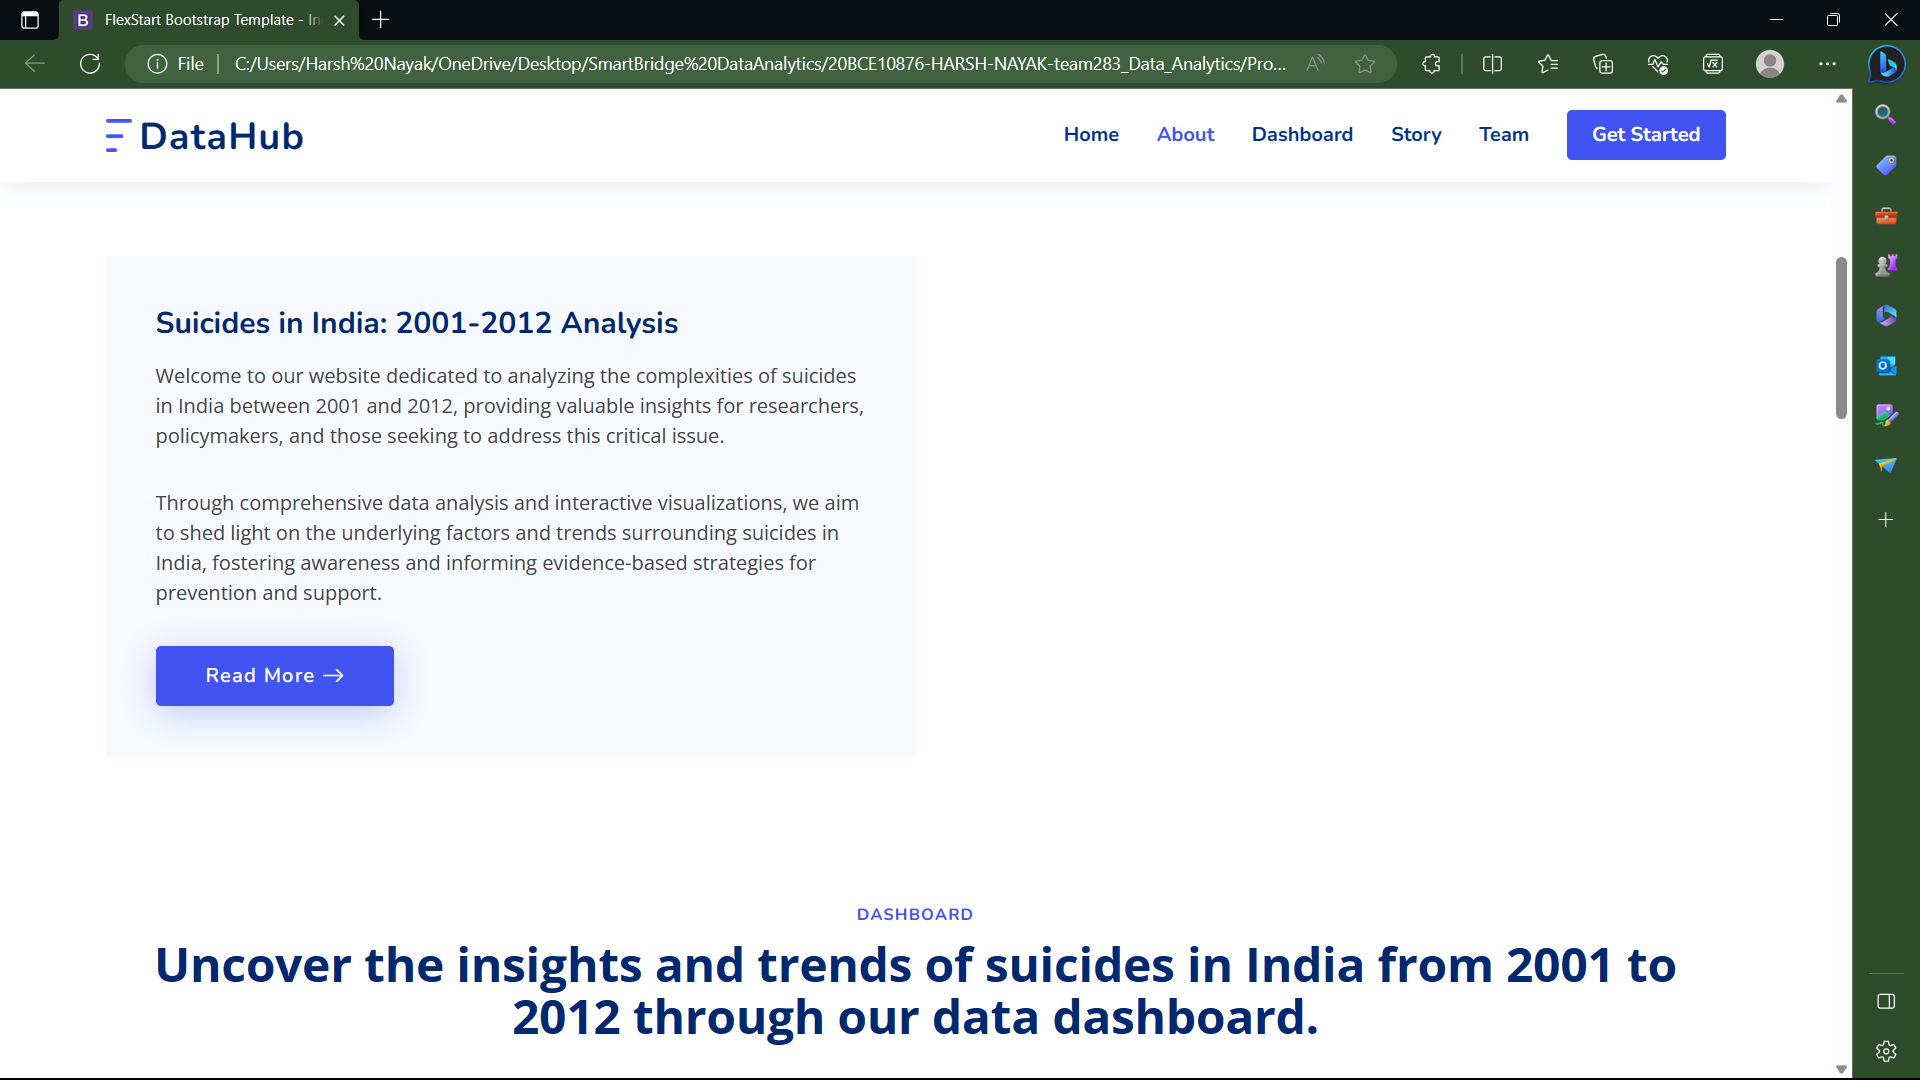 FlexStart Bootstrap Template - In
File
C:/Users/Harsh%20Nayak/OneDrive/Desktop/SmartBridge%20DataAnalytics/20BCE10876-HARSH-NAYAK-team283_Data_Analytics/Pro...
DataHub
Home About Dashboard Story Team Get Started
Suicides in India: 2001-2012 Analysis
Welcome to our website dedicated to analyzing the complexities of suicides
in India between 2001 and 2012, providing valuable insights for researchers,
policymakers, and those seeking to address this critical issue.
Through comprehensive data analysis and interactive visualizations, we aim
to shed light on the underlying factors and trends surrounding suicides in
India, fostering awareness and informing evidence-based strategies for
prevention and support.
Read More →
DASHBOARD
Uncover the insights and trends of suicides in India from 2001 to
2012 through our data dashboard.